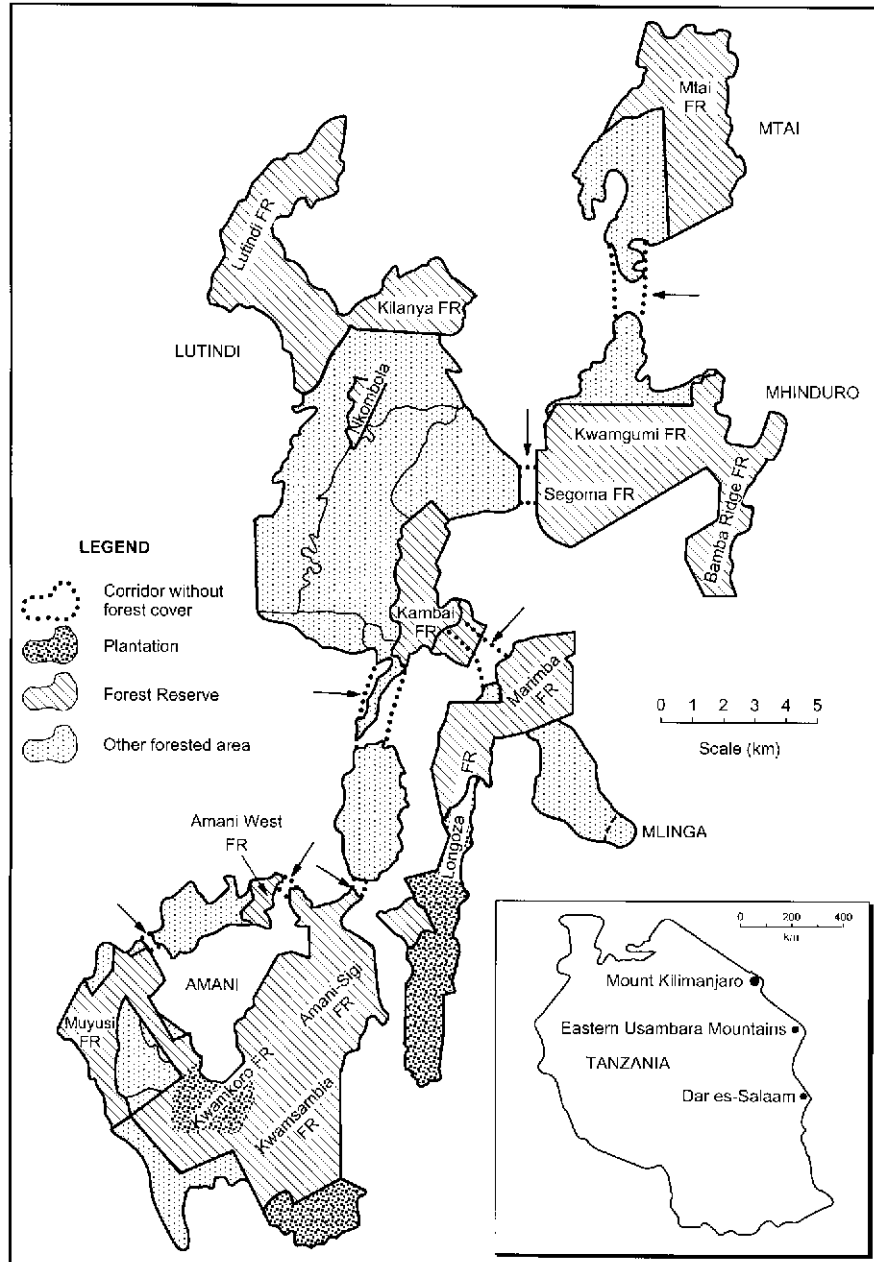 Mtai
FR
MTAI
Lutindi FR
Kilanya FR
LUTINDI
Nkombola
MHINDURO
Kwamgumi FR
Segoma FR
Bamba Ridge FR
LEGEND
Corridor without
forest cover
Plantation
Forest Reserve
Other forested area
Kambai
FR
Marimba
FR
0 1 2 3 4 5
Scale (km)
FR
Longoza
MLINGA
Amani West
FR
AMANI
Amani-Sigi
FR
Muyusi
FR
Kwamkoro FR
Kwamsambia
FR
0 200 400
km
Mount Kilimanjaro
Eastern Usambara Mountains
TANZANIA
Dar es-Salaam